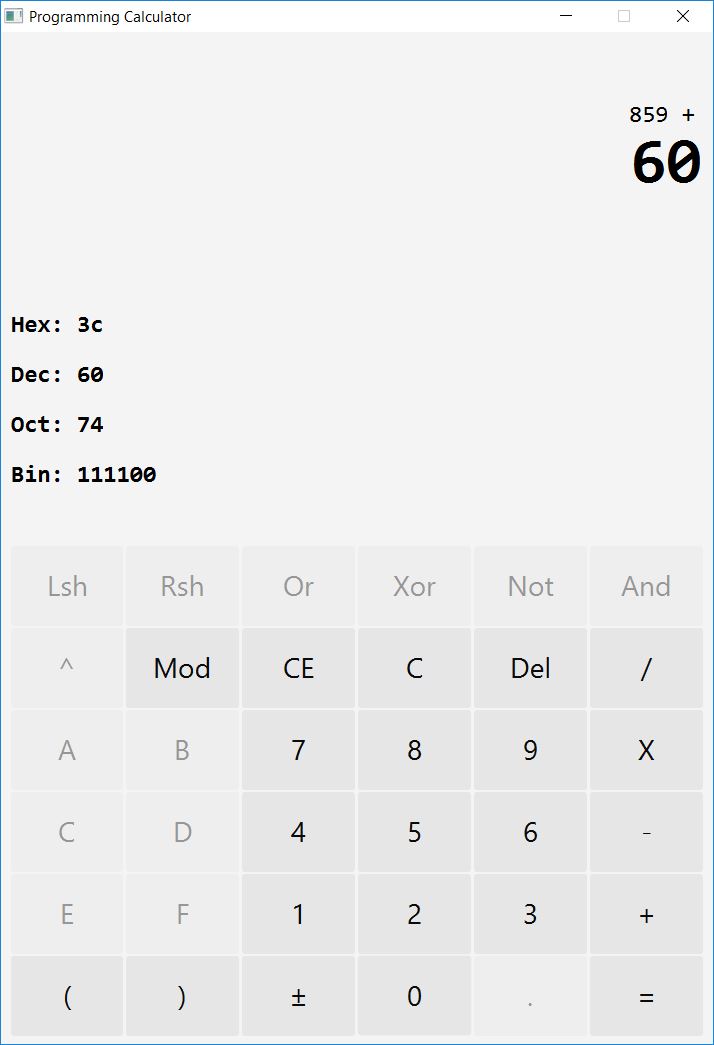 Programming Calculator
859 +
60
Hex: 3c
Dec: 60
Oct: 74
Bin: 111100
Lsh Rsh Or Xor Not And
^ Mod CE C Del /
A B 7 8 9 X
C D 4 5 6 -
E F 1 2 3 +
( ) ± 0 . =